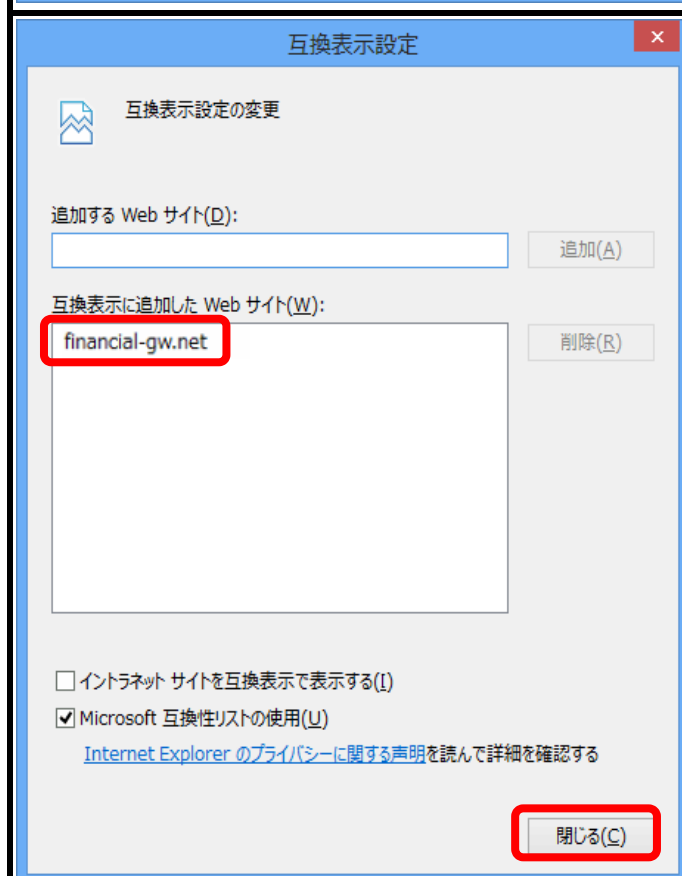 互換表示設定
互換表示設定の変更
追加する Web サイト(D):
追加(A)
互換表示に追加した Web サイト(W):
financial-gw.net
削除(R)
イントラネット サイトを互換表示で表示する(I)
Microsoft 互換性リストの使用(U)
Internet Explorer のプライバシーに関する声明を読んで詳細を確認する
閉じる(C)